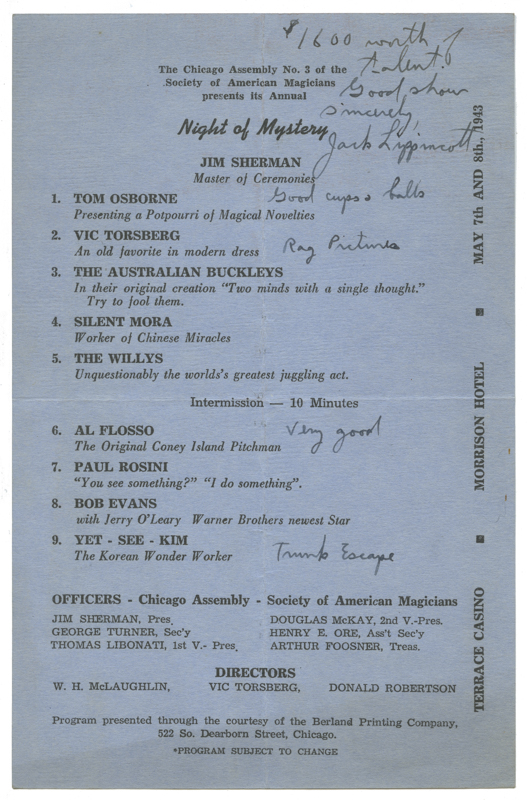 $1600 worth of
talent.
Good show
Sincerely,
Jack Lippincott
The Chicago Assembly No. 3 of the
Society of American Magicians
presents its Annual
Night of Mystery
JIM SHERMAN
Master of Ceremonies
1. TOM OSBORNE Good cups & balls
Presenting a Potpourri of Magical Novelties
2. VIC TORSBERG
An old favorite in modern dress Rag Pictures
3. THE AUSTRALIAN BUCKLEYS
In their original creation "Two minds with a single thought."
Try to fool them.
4. SILENT MORA
Worker of Chinese Miracles
5. THE WILLYS
Unquestionably the worlds's greatest juggling act.
Intermission — 10 Minutes
6. AL FLOSSO Very good
The Original Coney Island Pitchman
7. PAUL ROSINI
"You see something?" "I do something".
8. BOB EVANS
with Jerry O'Leary Warner Brothers newest Star
9. YET - SEE - KIM
The Korean Wonder Worker Trunk Escape
OFFICERS - Chicago Assembly - Society of American Magicians
JIM SHERMAN, Pres. DOUGLAS McKAY, 2nd V.-Pres.
GEORGE TURNER, Sec'y HENRY E. ORE, Ass't Sec'y
THOMAS LIBONATI, 1st V.- Pres. ARTHUR FOOSNER, Treas.
DIRECTORS
W. H. McLAUGHLIN, VIC TORSBERG, DONALD ROBERTSON
Program presented through the courtesy of the Berland Printing Company,
522 So. Dearborn Street, Chicago.
*PROGRAM SUBJECT TO CHANGE
TERRACE CASINO ■ MORRISON HOTEL ■ MAY 7th AND 8th., 1943